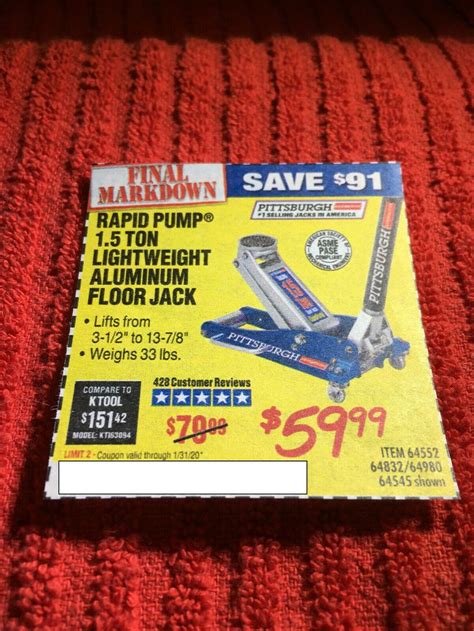 FINAL
MARKDOWN
SAVE $91
RAPID PUMP®
1.5 TON
LIGHTWEIGHT
ALUMINUM
FLOOR JACK
• Lifts from
3-1/2" to 13-7/8"
• Weighs 33 lbs.
PITTSBURGH
#1 SELLING JACKS IN AMERICA
ASME
PASE
COMPLIANT
PITTSBURGH
PITTSBURGH
COMPARE TO
KTOOL
$151.42
MODEL: KTI63094
428 Customer Reviews
$79.99
$59.99
LIMIT 2 - Coupon valid through 1/31/20*
ITEM 64552
64832/64980
64545 shown